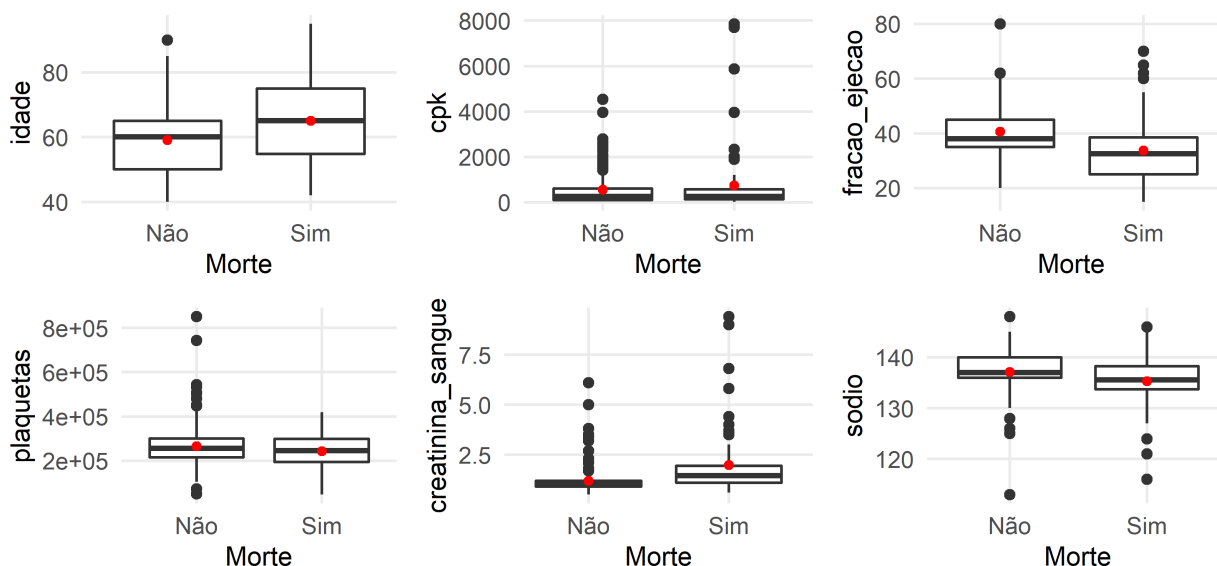 idade
80
60
40
Não Sim
Morte
cpk
8000
6000
4000
2000
0
Não Sim
Morte
fracao_ejecao
80
60
40
20
Não Sim
Morte
plaquetas
8e+05
6e+05
4e+05
2e+05
Não Sim
Morte
creatinina_sangue
7.5
5.0
2.5
Não Sim
Morte
sodio
140
130
120
Não Sim
Morte